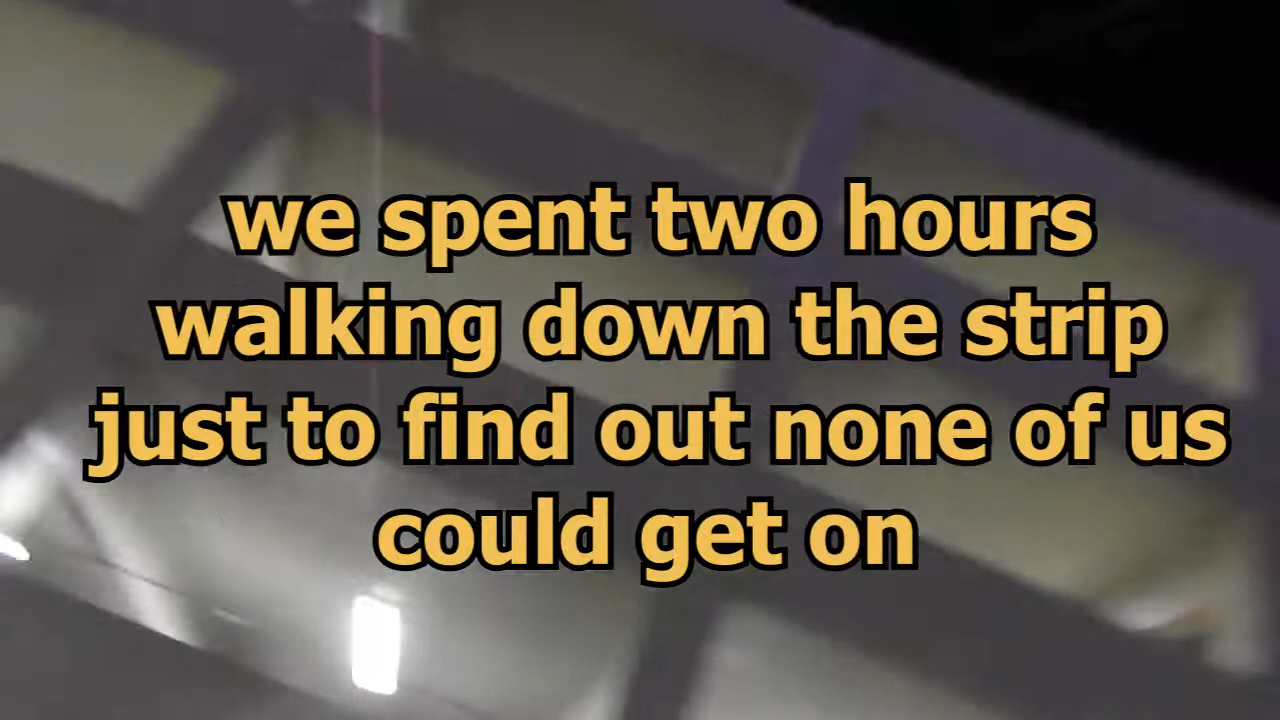 we spent two hours
walking down the strip
just to find out none of us
could get on